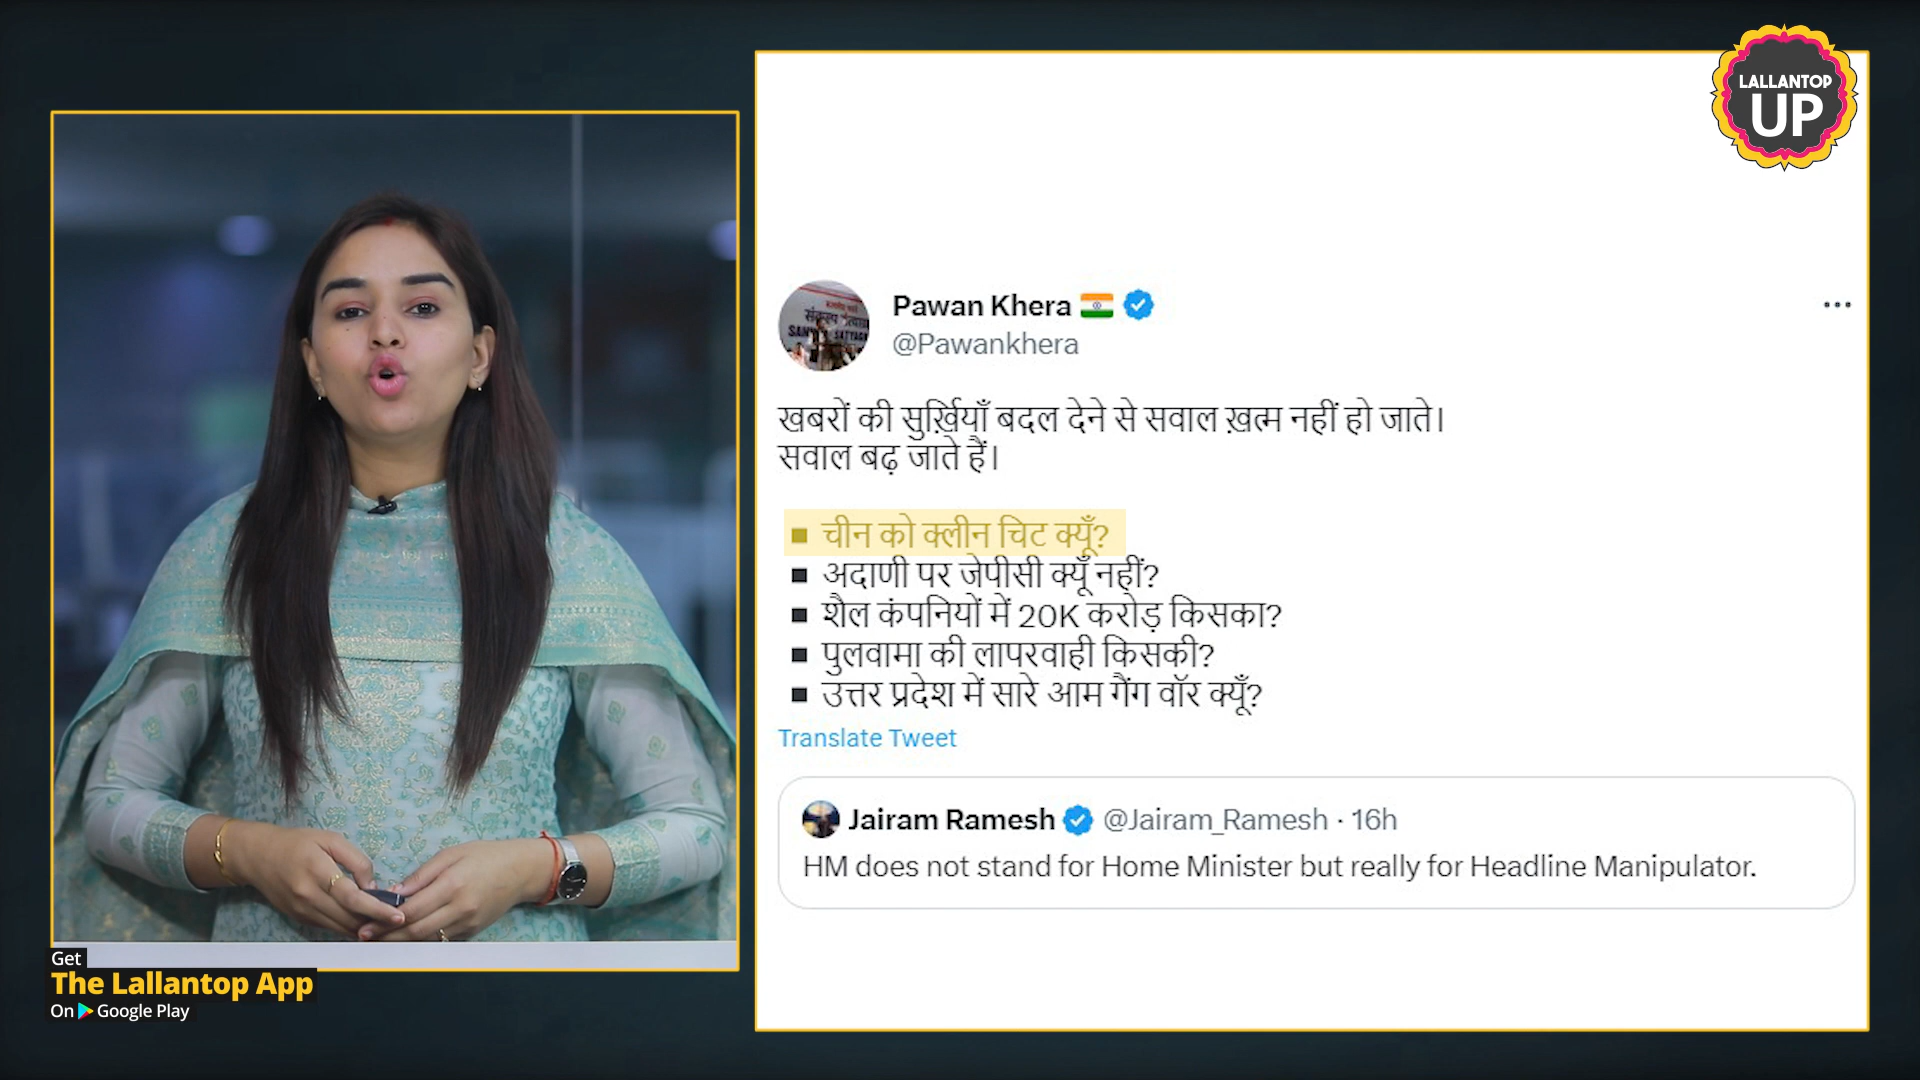 LALLANTOP
UP
Pawan Khera
@Pawankhera
खबरों की सुर्ख़ियाँ बदल देने से सवाल ख़त्म नहीं हो जाते।
सवाल बढ़ जाते हैं।
▪ चीन को क्लीन चिट क्यूँ?
▪ अदाणी पर जेपीसी क्यूँ नहीं?
▪ शैल कंपनियों में 20K करोड़ किसका?
▪ पुलवामा की लापरवाही किसकी?
▪ उत्तर प्रदेश में सारे आम गैंग वॉर क्यूँ?
Translate Tweet
Jairam Ramesh @Jairam_Ramesh · 16h
HM does not stand for Home Minister but really for Headline Manipulator.
Get
The Lallantop App
On Google Play